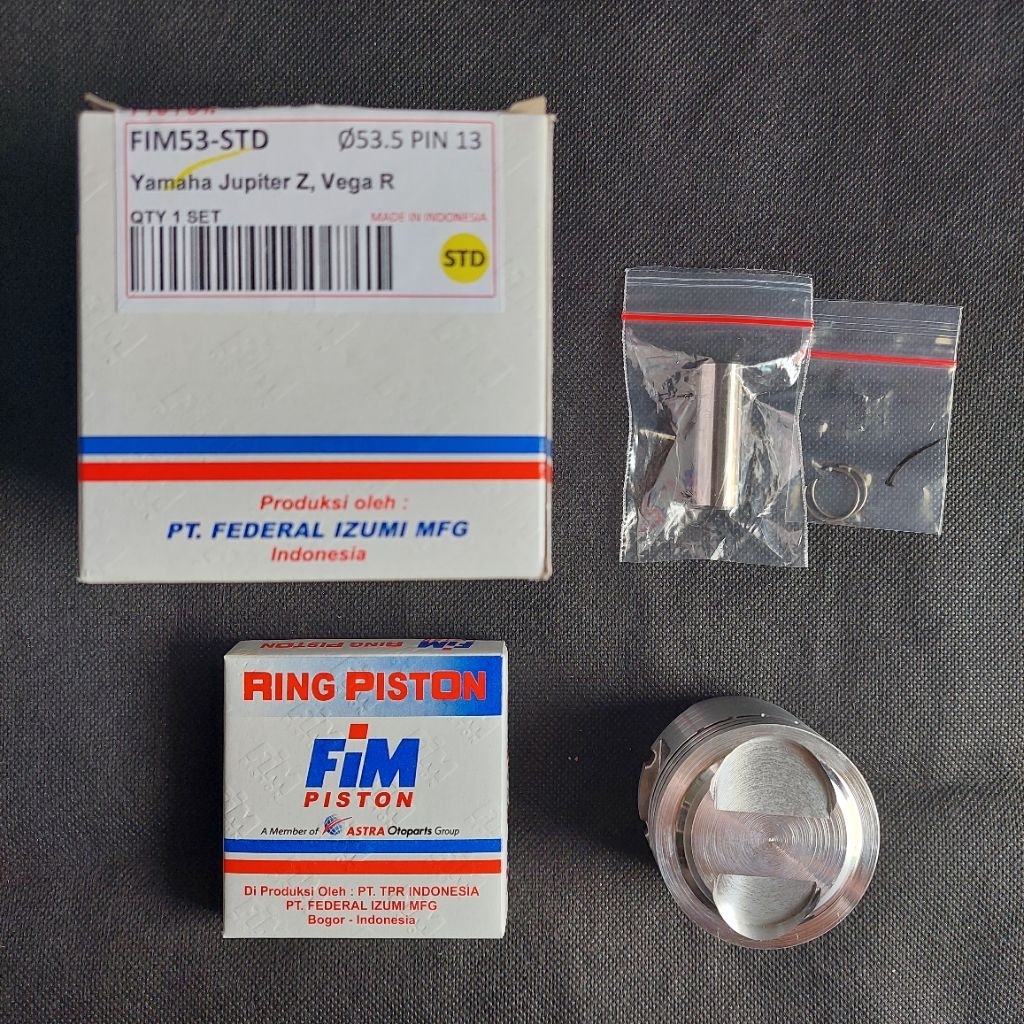 PISTON
FIM53-STD Ø53.5 PIN 13
Yamaha Jupiter Z, Vega R
QTY 1 SET MADE IN INDONESIA
STD
Produksi oleh :
PT. FEDERAL IZUMI MFG
Indonesia
RING PISTON FiM
RING PISTON
FiM
PISTON
A Member of ASTRA Otoparts Group
Di Produksi Oleh : PT. TPR INDONESIA
PT. FEDERAL IZUMI MFG
Bogor - Indonesia